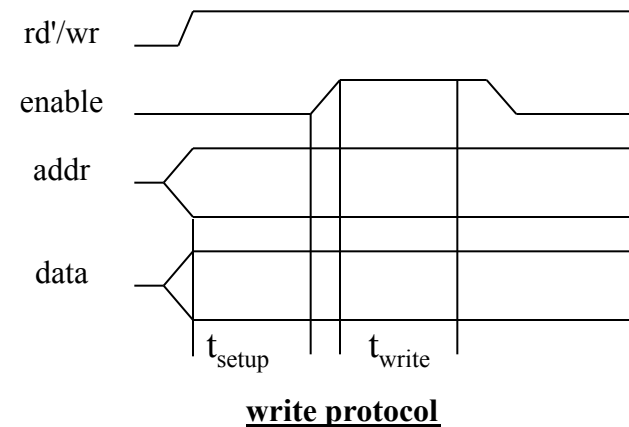 rd'/wr
enable
addr
data
tsetup twrite
write protocol